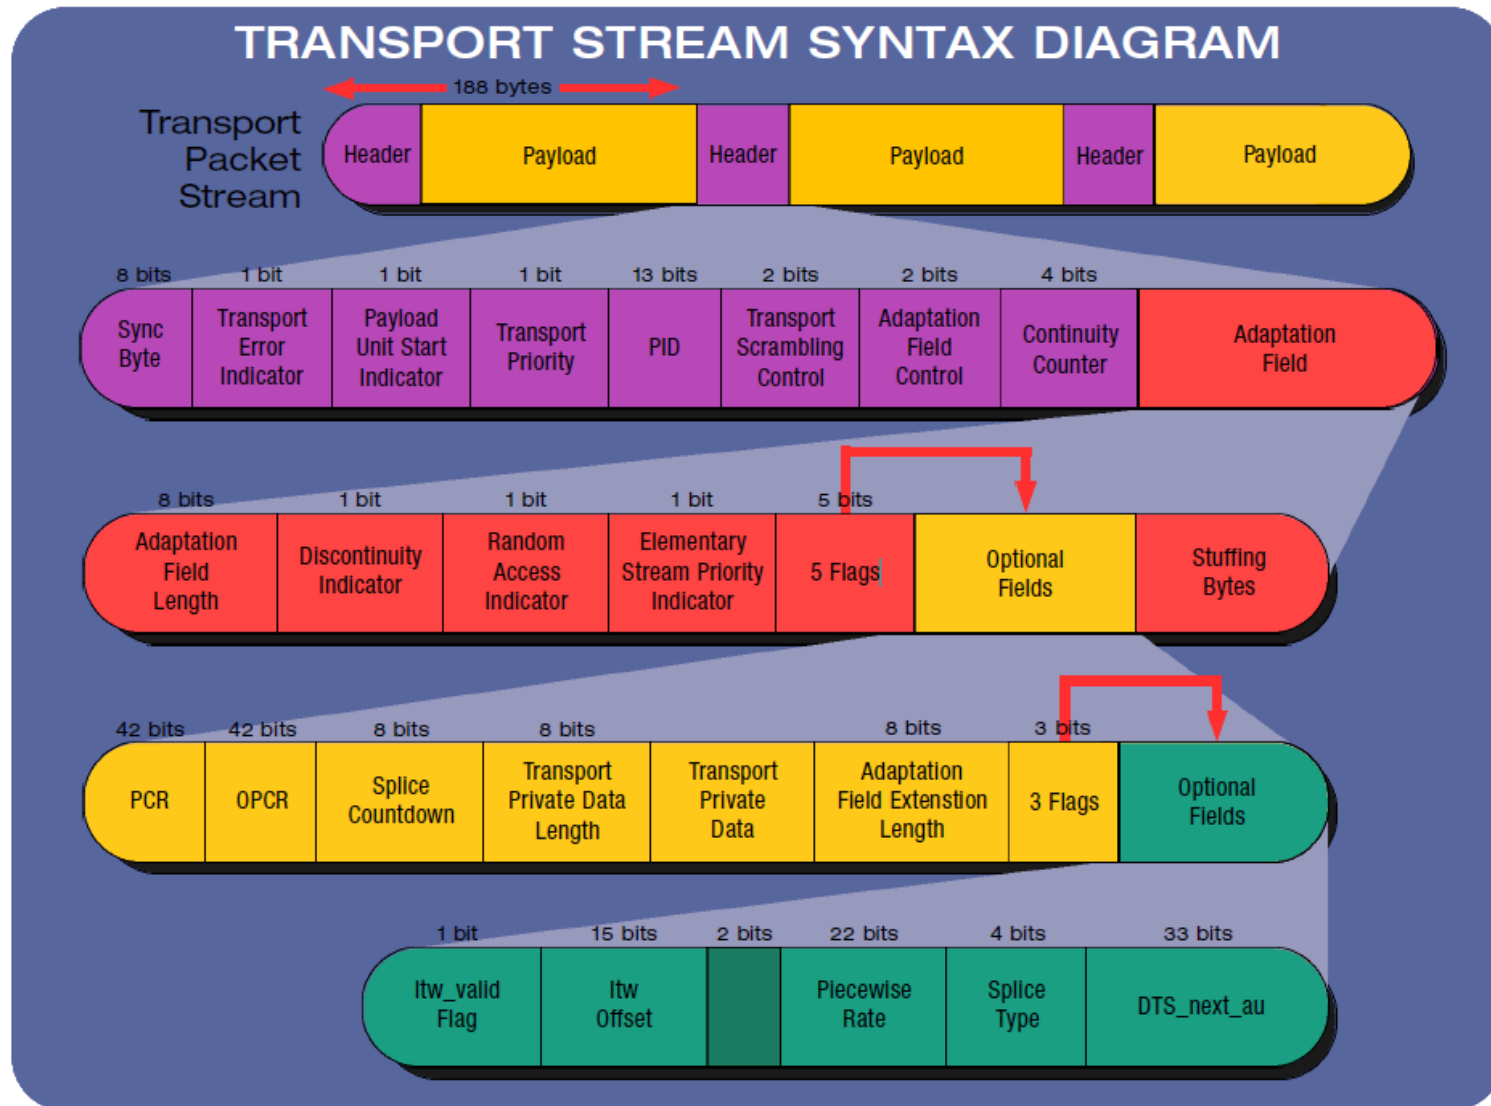 TRANSPORT STREAM SYNTAX DIAGRAM
188 bytes
Transport
Packet
Stream
Header
Payload
Header
Payload
Header
Payload
8 bits
1 bit
1 bit
1 bit
13 bits
2 bits
2 bits
4 bits
Sync
Byte
Transport
Error
Indicator
Payload
Unit Start
Indicator
Transport
Priority
PID
Transport
Scrambling
Control
Adaptation
Field
Control
Continuity
Counter
Adaptation
Field
8 bits
1 bit
1 bit
1 bit
5 bits
Adaptation
Field
Length
Discontinuity
Indicator
Random
Access
Indicator
Elementary
Stream Priority
Indicator
5 Flags
Optional
Fields
Stuffing
Bytes
42 bits
42 bits
8 bits
8 bits
8 bits
3 bits
PCR
OPCR
Splice
Countdown
Transport
Private Data
Length
Transport
Private
Data
Adaptation
Field Extenstion
Length
3 Flags
Optional
Fields
1 bit
15 bits
2 bits
22 bits
4 bits
33 bits
ltw_valid
Flag
ltw
Offset
Piecewise
Rate
Splice
Type
DTS_next_au